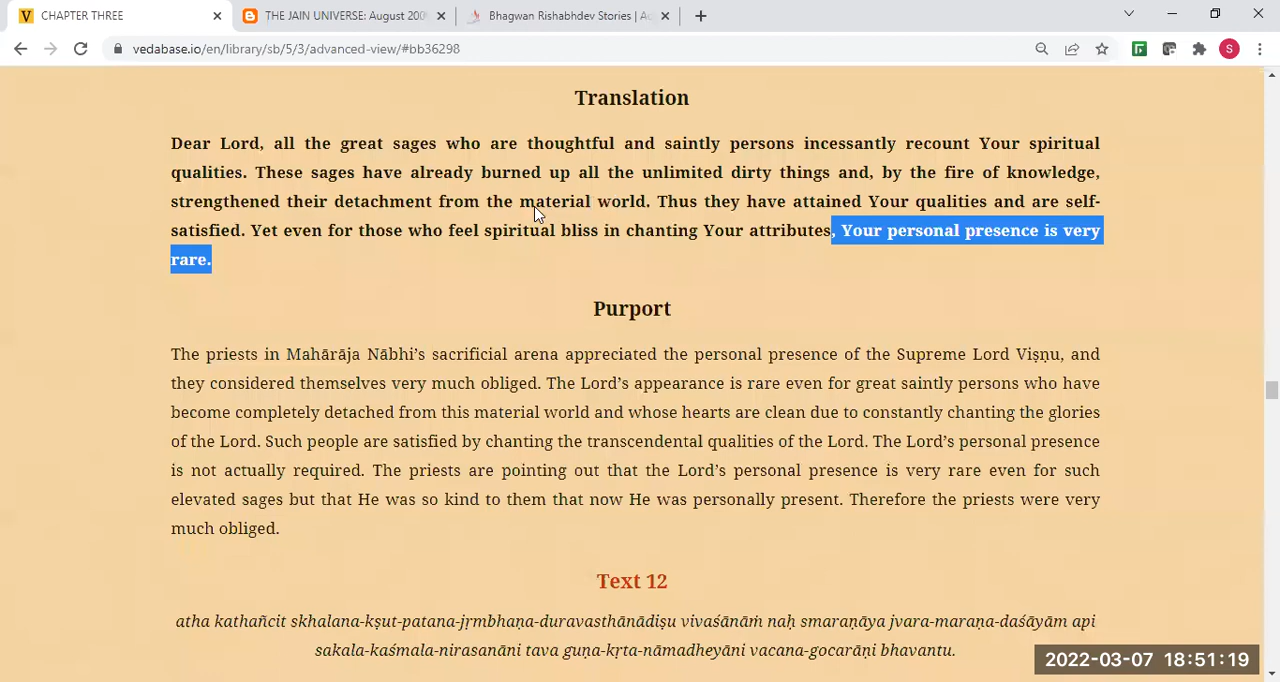 CHAPTER THREE
THE JAIN UNIVERSE: August 200
Bhagwan Rishabhdev Stories | A
vedabase.io/en/library/sb/5/3/advanced-view/#bb36298
S
Translation
Dear Lord, all the great sages who are thoughtful and saintly persons incessantly recount Your spiritual
qualities. These sages have already burned up all the unlimited dirty things and, by the fire of knowledge,
strengthened their detachment from the material world. Thus they have attained Your qualities and are self-
satisfied. Yet even for those who feel spiritual bliss in chanting Your attributes, Your personal presence is very
rare.
Purport
The priests in Mahārāja Nābhi’s sacrificial arena appreciated the personal presence of the Supreme Lord Viṣṇu, and
they considered themselves very much obliged. The Lord’s appearance is rare even for great saintly persons who have
become completely detached from this material world and whose hearts are clean due to constantly chanting the glories
of the Lord. Such people are satisfied by chanting the transcendental qualities of the Lord. The Lord’s personal presence
is not actually required. The priests are pointing out that the Lord’s personal presence is very rare even for such
elevated sages but that He was so kind to them that now He was personally present. Therefore the priests were very
much obliged.
Text 12
atha kathañcit skhalana-kṣut-patana-jṛmbhaṇa-duravasthānādiṣu vivaśānāṁ naḥ smaraṇāya jvara-maraṇa-daśāyām api
sakala-kaśmala-nirasanāni tava guṇa-kṛta-nāmadheyāni vacana-gocarāṇi bhavantu.
2022-03-07 18:51:19